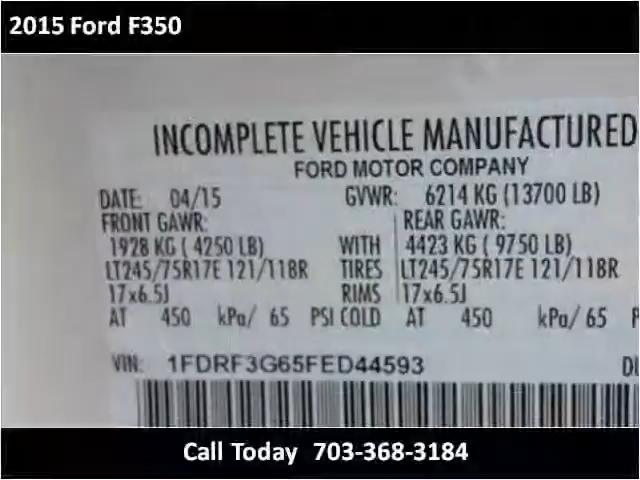 2015 Ford F350
INCOMPLETE VEHICLE MANUFACTURED
FORD MOTOR COMPANY
DATE: 04/15 GVWR: 6214 KG (13700 LB)
FRONT GAWR: REAR GAWR:
1928 KG ( 4250 LB) WITH 4423 KG ( 9750 LB)
LT245/75R17E 121/118R TIRES LT245/75R17E 121/118R
17x6.5J RIMS 17x6.5J
AT 450 kPa/ 65 PSI COLD AT 450 kPa/ 65
VIN: 1FDRF3G65FED44593
Call Today 703-368-3184